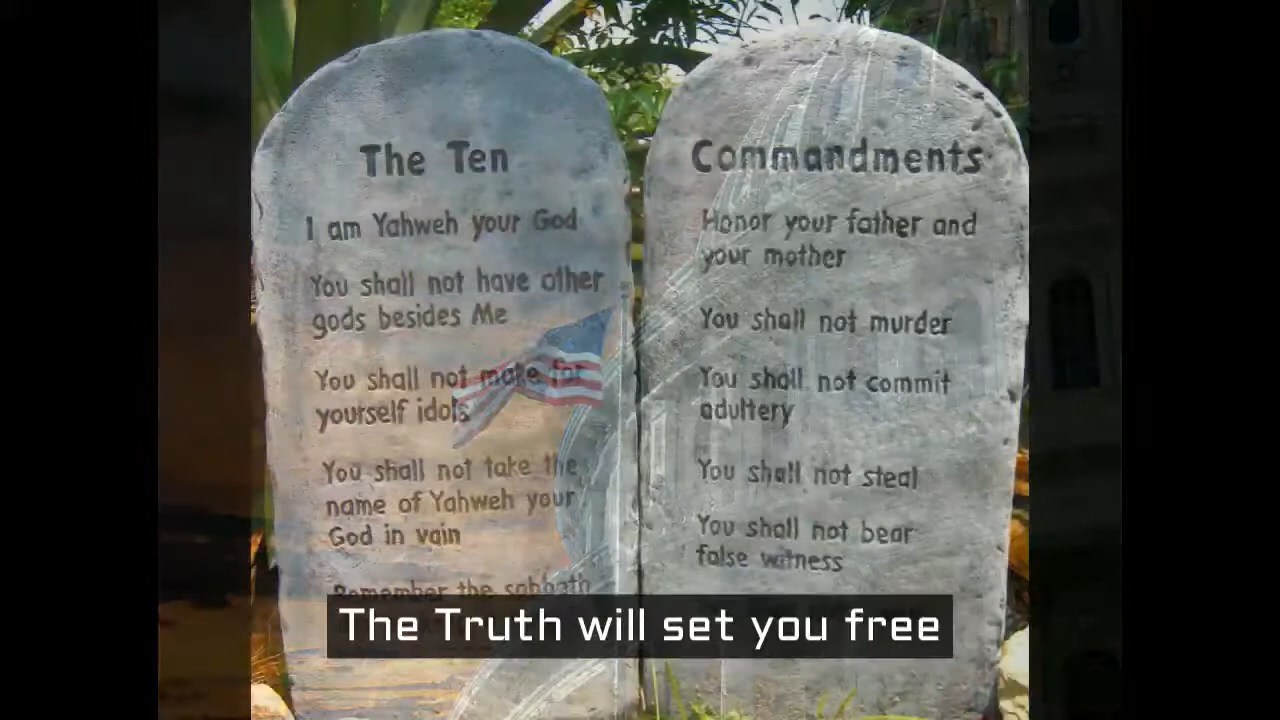 The Ten
I am Yahweh your God
You shall not have other
gods besides Me
You shall not make for
yourself idols
You shall not take the
name of Yahweh your
God in vain
Remember the sabbath
Commandments
Honor your father and
your mother
You shall not murder
You shall not commit
adultery
You shall not steal
You shall not bear
false witness
The Truth will set you free